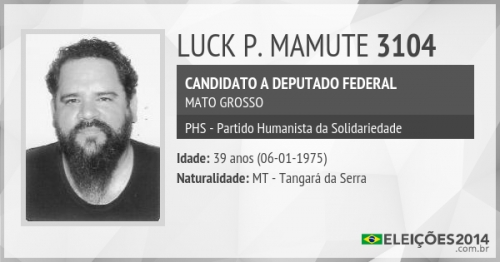 LUCK P. MAMUTE 3104
CANDIDATO A DEPUTADO FEDERAL
MATO GROSSO
PHS - Partido Humanista da Solidariedade
Idade: 39 anos (06-01-1975)
Naturalidade: MT - Tangará da Serra
ELEIÇÕES2014
.com.br